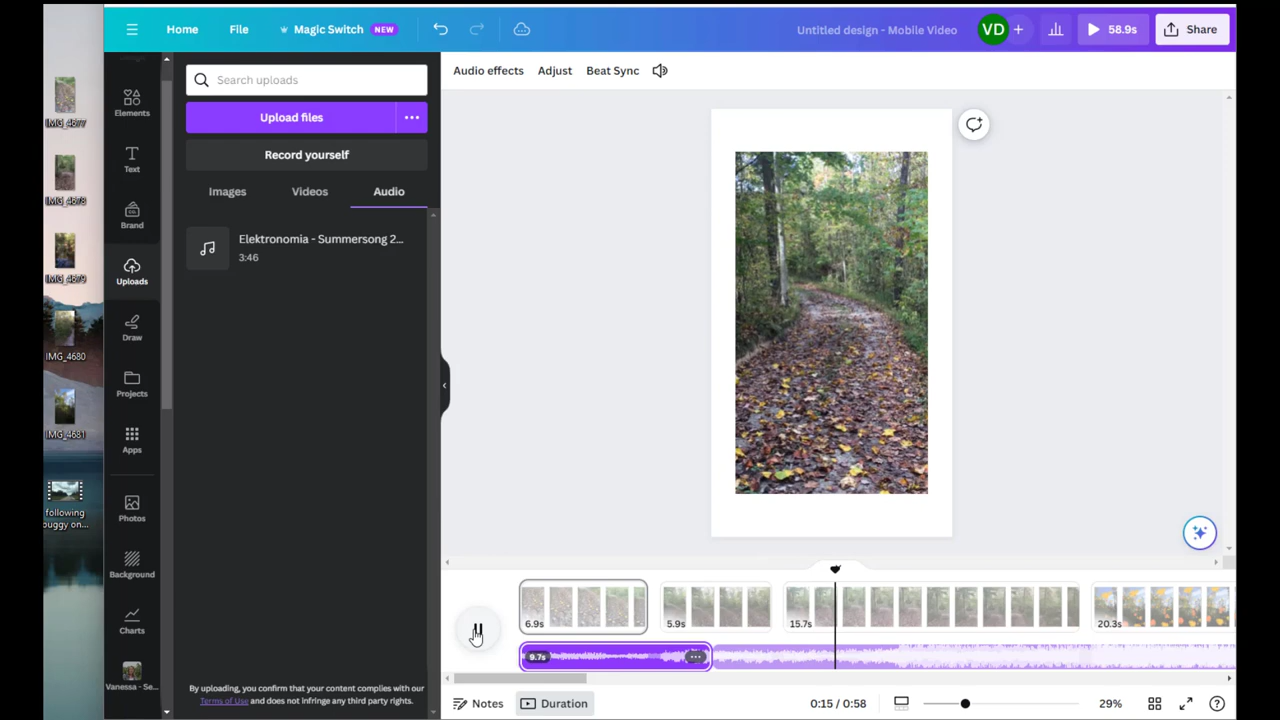 Home
File
Magic Switch
NEW
Untitled design - Mobile Video
VD
+
58.9s
Share
IMG_4677
IMG_4678
IMG_4679
IMG_4680
IMG_4681
following
buggy on...
Elements
Text
Brand
Uploads
Draw
Projects
Apps
Photos
Background
Charts
Vanessa - Se...
Search uploads
Upload files
Record yourself
Images
Videos
Audio
Elektronomia - Summersong 2...
3:46
By uploading, you confirm that your content complies with our
Terms of Use and does not infringe any third party rights.
Audio effects
Adjust
Beat Sync
6.9s
5.9s
15.7s
20.3s
9.7s
Notes
Duration
0:15 / 0:58
29%